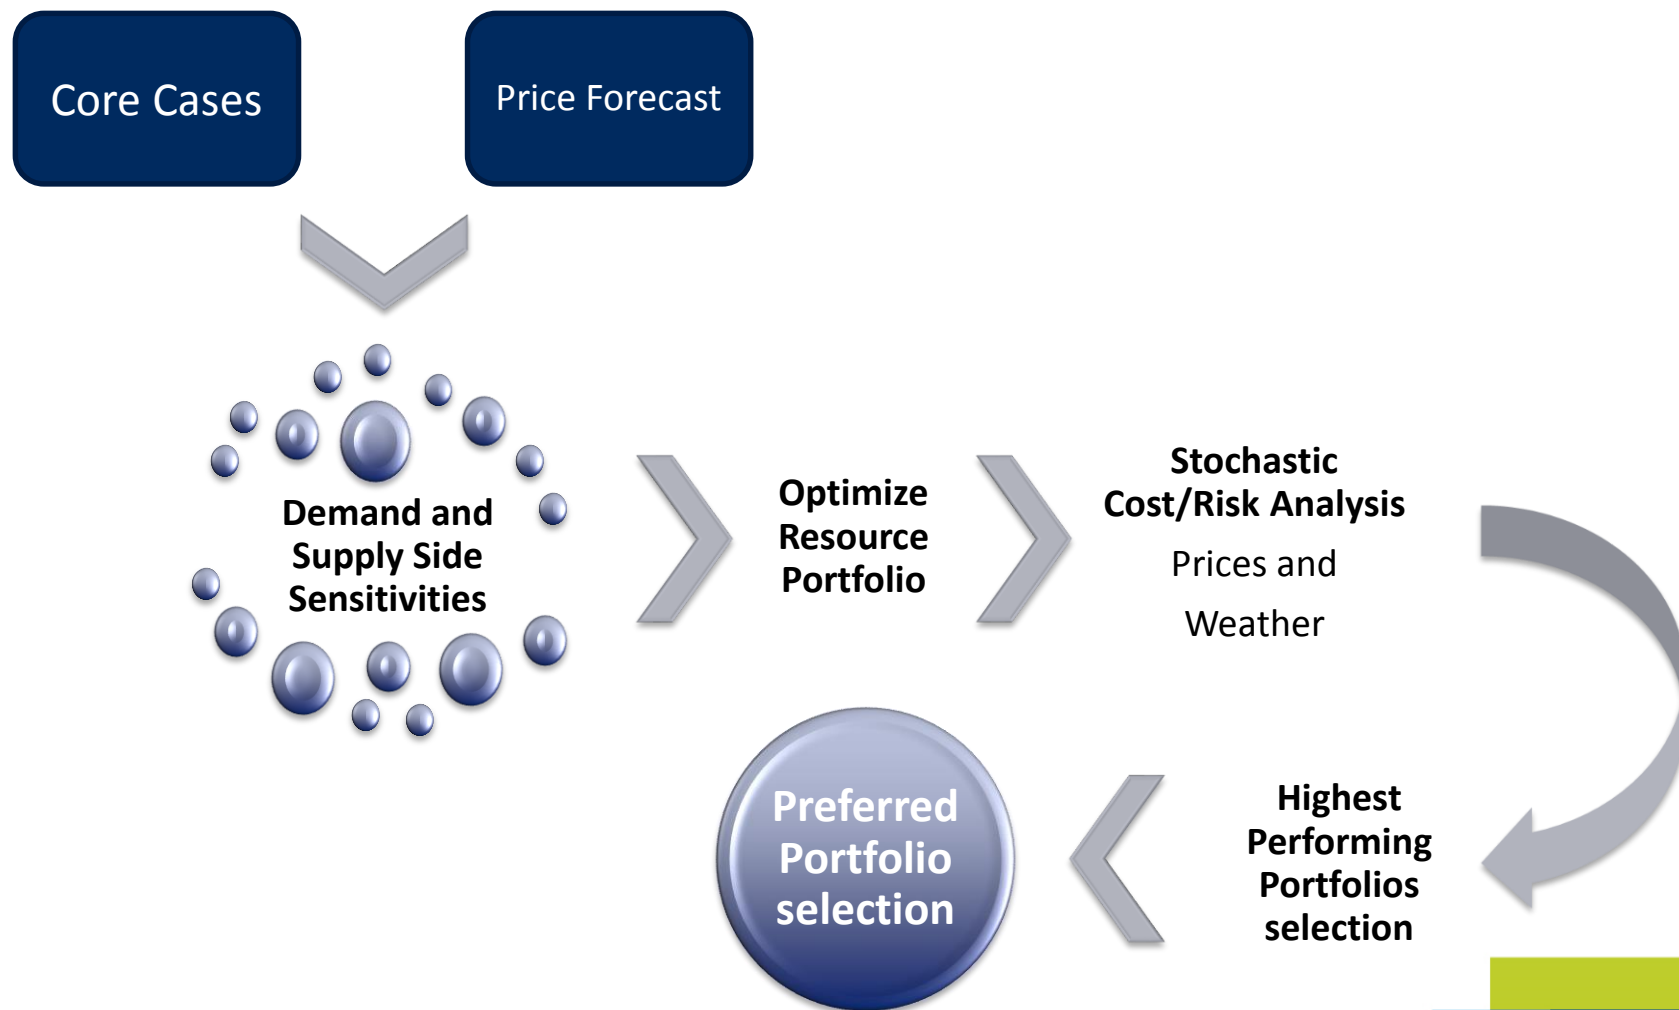 Core Cases
Price Forecast
Demand and
Supply Side
Sensitivities
Optimize
Resource
Portfolio
Stochastic
Cost/Risk Analysis
Prices and
Weather
Highest
Performing
Portfolios
selection
Preferred
Portfolio
selection